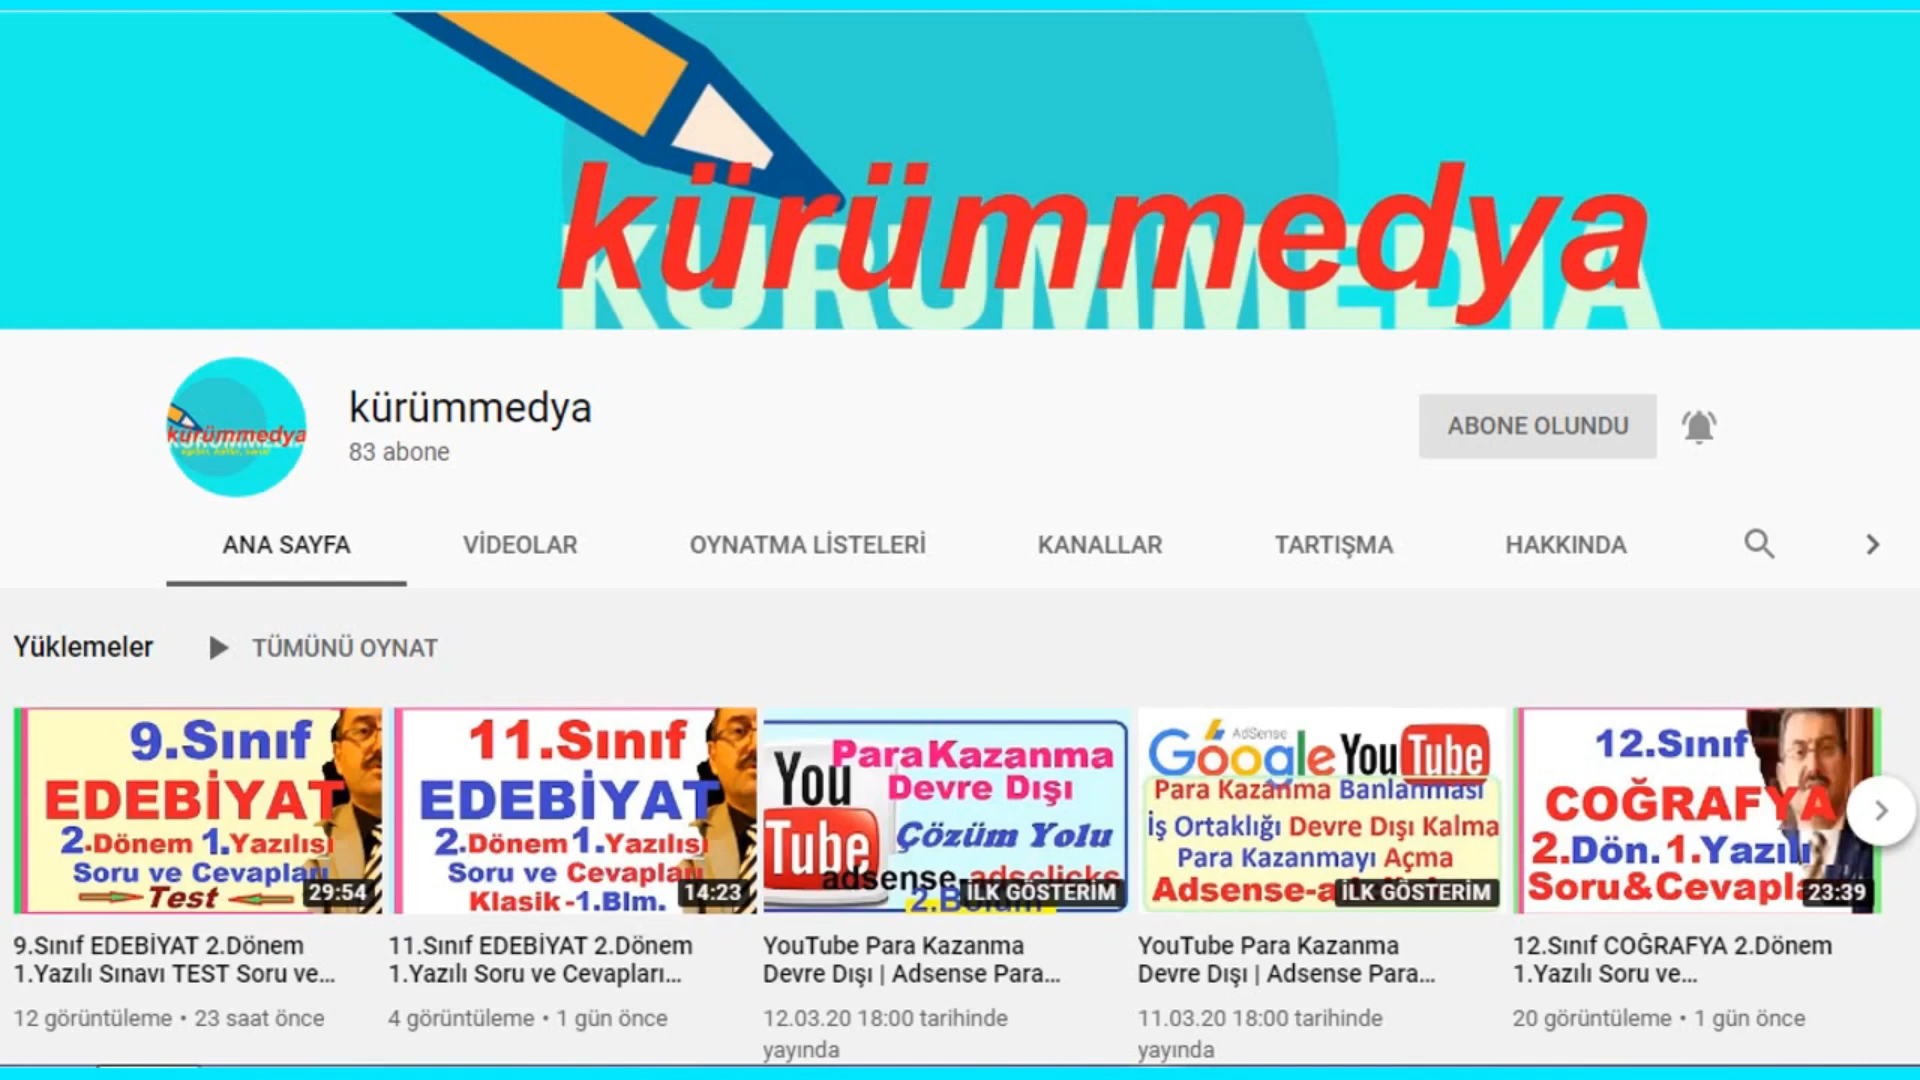 kürümmedya
KURUMMEDIA
kürümmedya
kürümmedya
83 abone
ABONE OLUNDU
ANA SAYFA
VİDEOLAR
OYNATMA LİSTELERİ
KANALLAR
TARTIŞMA
HAKKINDA
Yüklemeler
TÜMÜNÜ OYNAT
9.Sınıf
EDEBİYAT
2.Dönem 1.Yazılısı
Soru ve Cevapları
Test
29:54
9.Sınıf EDEBİYAT 2.Dönem
1.Yazılı Sınavı TEST Soru ve...
12 görüntüleme • 23 saat önce
11.Sınıf
EDEBİYAT
2.Dönem 1.Yazılısı
Soru ve Cevapları
Klasik-1.Blm.
14:23
11.Sınıf EDEBİYAT 2.Dönem
1.Yazılı Soru ve Cevapları...
4 görüntüleme • 1 gün önce
You
Tube
Para Kazanma
Devre Dışı
Çözüm Yolu
adsense, adsclicks
2.Bölüm
İLK GÖSTERİM
YouTube Para Kazanma
Devre Dışı | Adsense Para...
12.03.20 18:00 tarihinde
yayında
AdSense
Google YouTube
Para Kazanma Banlanması
İş Ortaklığı Devre Dışı Kalma
Para Kazanmayı Açma
İLK GÖSTERİM
YouTube Para Kazanma
Devre Dışı | Adsense Para...
11.03.20 18:00 tarihinde
yayında
12.Sınıf
COĞRAFYA
2.Dön. 1.Yazılı
23:39
12.Sınıf COĞRAFYA 2.Dönem
1.Yazılı Soru ve...
20 görüntüleme • 1 gün önce